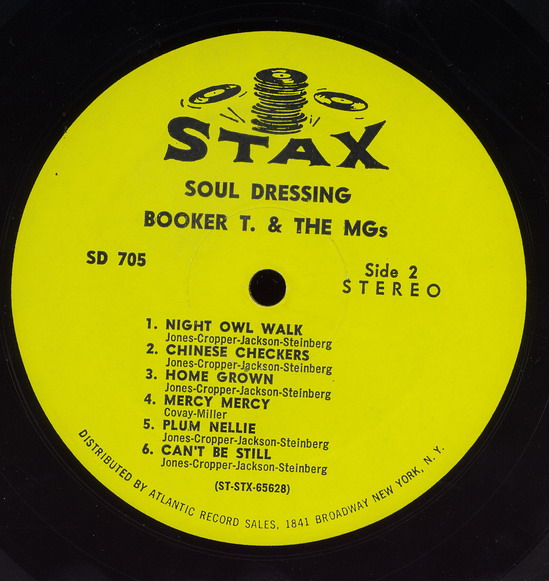 STAX
SOUL DRESSING
BOOKER T. & THE MGs
SD 705
Side 2
STEREO
1. NIGHT OWL WALK
Jones-Cropper-Jackson-Steinberg
2. CHINESE CHECKERS
Jones-Cropper-Jackson-Steinberg
3. HOME GROWN
Jones-Cropper-Jackson-Steinberg
4. MERCY MERCY
Covay-Miller
5. PLUM NELLIE
Jones-Cropper-Jackson-Steinberg
6. CAN'T BE STILL
Jones-Cropper-Jackson-Steinberg
(ST-STX-65628)
DISTRIBUTED BY ATLANTIC RECORD SALES, 1841 BROADWAY NEW YORK, N. Y.